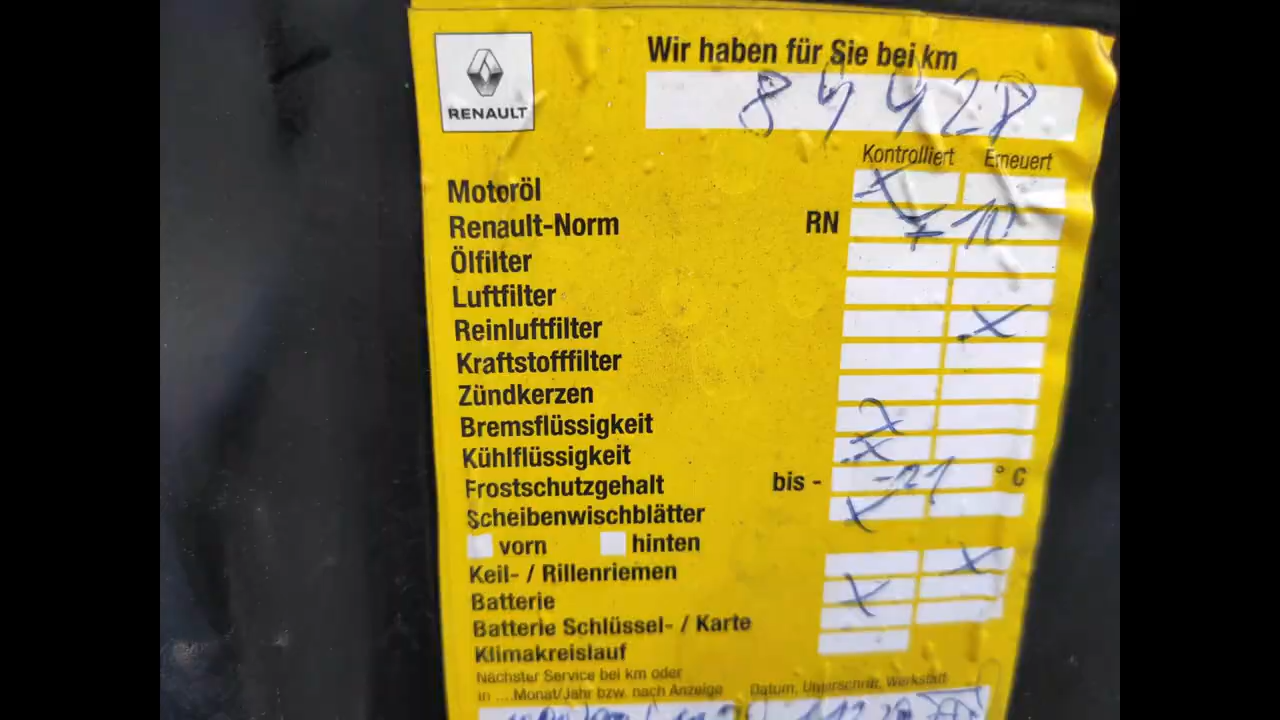 RENAULT
Wir haben für Sie bei km
84428
Kontrolliert Erneuert
Motoröl X
Renault-Norm RN
Ölfilter
Luftfilter
Reinluftfilter X
Kraftstofffilter
Zündkerzen
Bremsflüssigkeit X
Kühlflüssigkeit X
Frostschutzgehalt bis - -21 °C
Scheibenwischblätter X
vorn hinten
Keil- / Rillenriemen X
Batterie X
Batterie Schlüssel- / Karte
Klimakreislauf
Nächster Service bei km oder
in ....Monat/Jahr bzw. nach Anzeige Datum, Unterschrift, Werkstatt